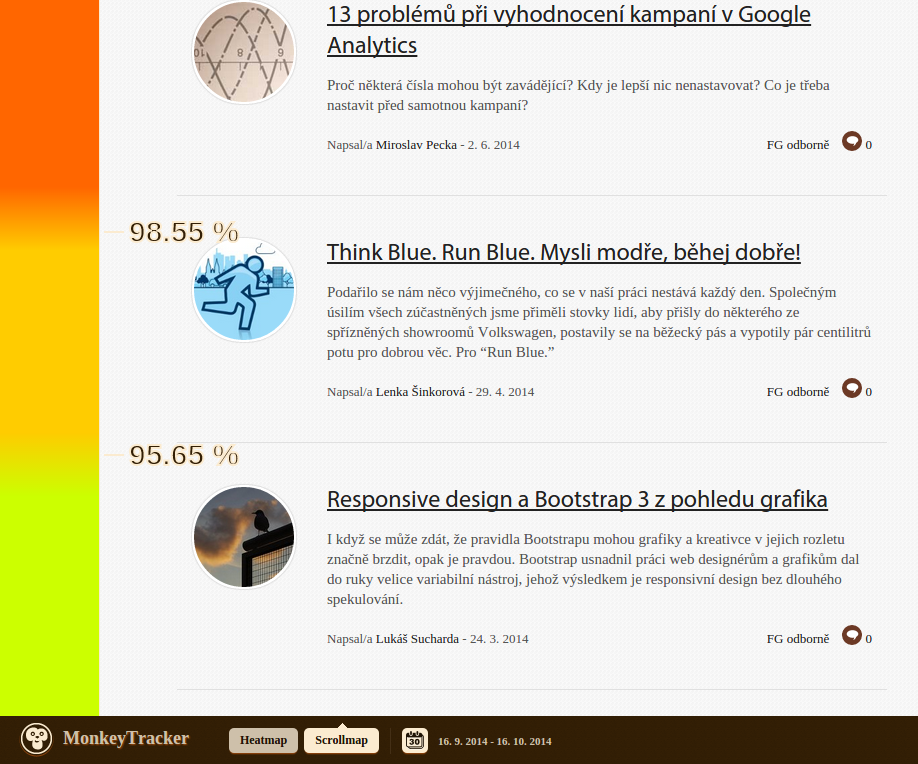 13 problémů při vyhodnocení kampaní v Google
Analytics
Proč některá čísla mohou být zavádějící? Kdy je lepší nic nenastavovat? Co je třeba
nastavit před samotnou kampaní?
Napsal/a Miroslav Pecka - 2. 6. 2014 FG odborně 0
98.55 %
Think Blue. Run Blue. Mysli modře, běhej dobře!
Podařilo se nám něco výjimečného, co se v naší práci nestává každý den. Společným
úsilím všech zúčastněných jsme přiměli stovky lidí, aby přišly do některého ze
spřízněných showroomů Volkswagen, postavily se na běžecký pás a vypotily pár centilitrů
potu pro dobrou věc. Pro “Run Blue.”
Napsal/a Lenka Šinkorová - 29. 4. 2014 FG odborně 0
95.65 %
Responsive design a Bootstrap 3 z pohledu grafika
I když se může zdát, že pravidla Bootstrapu mohou grafiky a kreativce v jejich rozletu
značně brzdit, opak je pravdou. Bootstrap usnadnil práci web designérům a grafikům dal
do ruky velice variabilní nástroj, jehož výsledkem je responsivní design bez dlouhého
spekulování.
Napsal/a Lukáš Sucharda - 24. 3. 2014 FG odborně 0
MonkeyTracker Heatmap Scrollmap 30 16. 9. 2014 - 16. 10. 2014